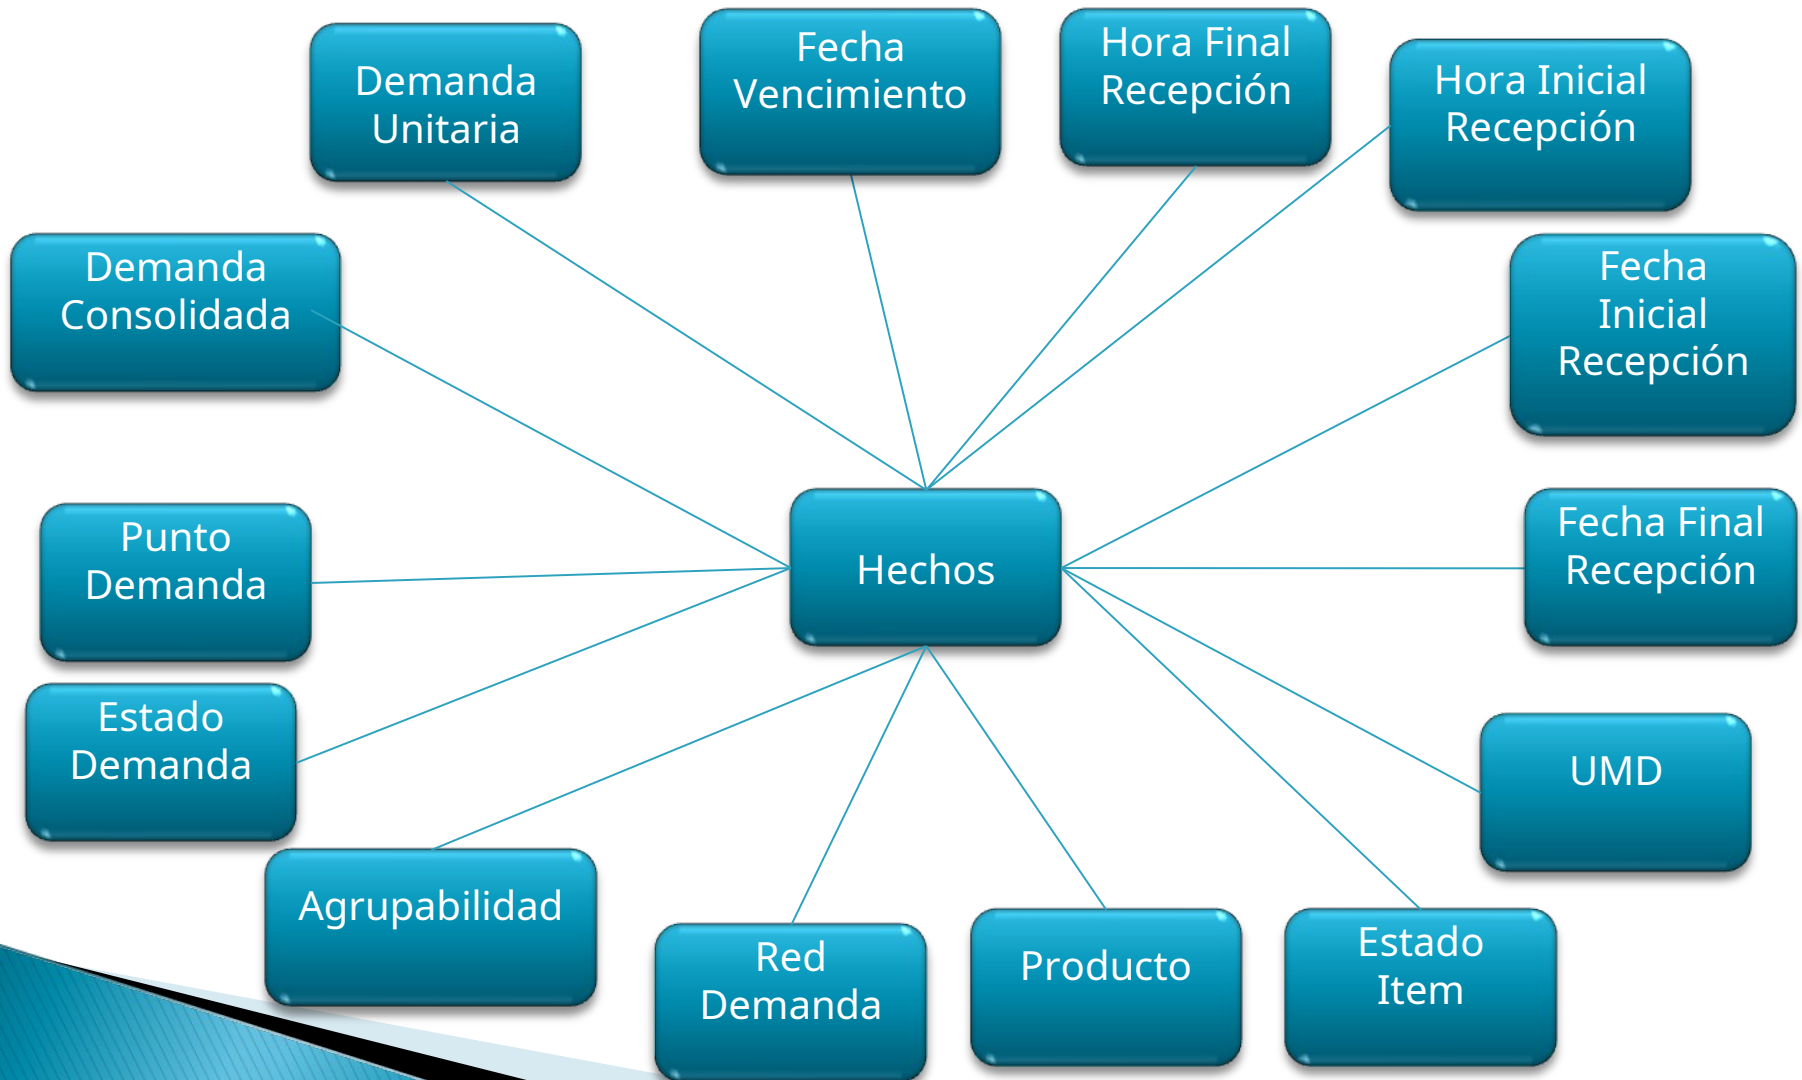 Demanda
Unitaria
Fecha
Vencimiento
Hora Final
Recepción
Hora Inicial
Recepción
Demanda
Consolidada
Fecha
Inicial
Recepción
Punto
Demanda
Hechos
Fecha Final
Recepción
Estado
Demanda
UMD
Agrupabilidad
Red
Demanda
Producto
Estado
Item